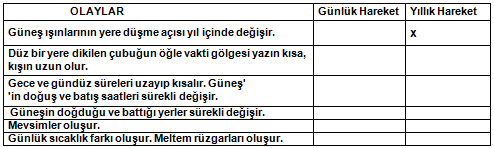 OLAYLAR Günlük Hareket Yıllık Hareket
Güneş ışınlarının yere düşme açısı yıl içinde değişir. x
Düz bir yere dikilen çubuğun öğle vakti gölgesi yazın kısa,
kışın uzun olur.
Gece ve gündüz süreleri uzayıp kısalır. Güneş'
'in doğuş ve batış saatleri sürekli değişir.
Güneşin doğduğu ve battığı yerler sürekli değişir.
Mevsimler oluşur.
Günlük sıcaklık farkı oluşur. Meltem rüzgarları oluşur.